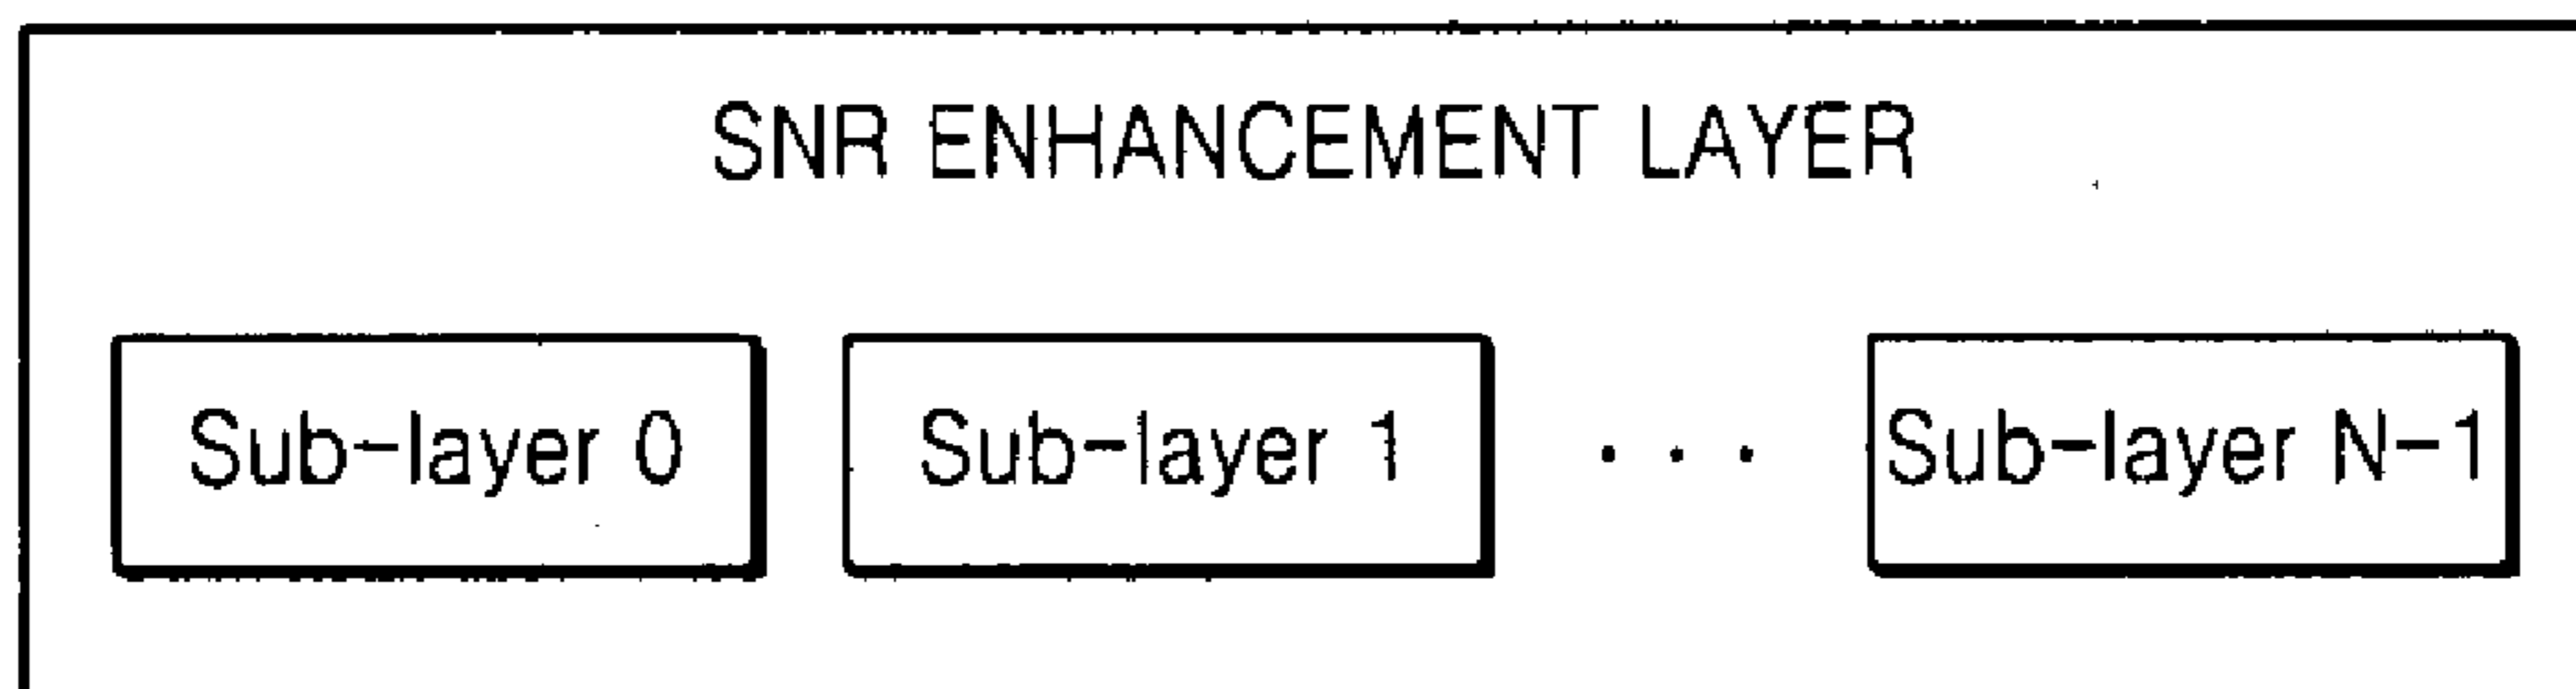 SNR ENHANCEMENT LAYER
Sub-layer 0 Sub-layer 1 · · · Sub-layer N-1